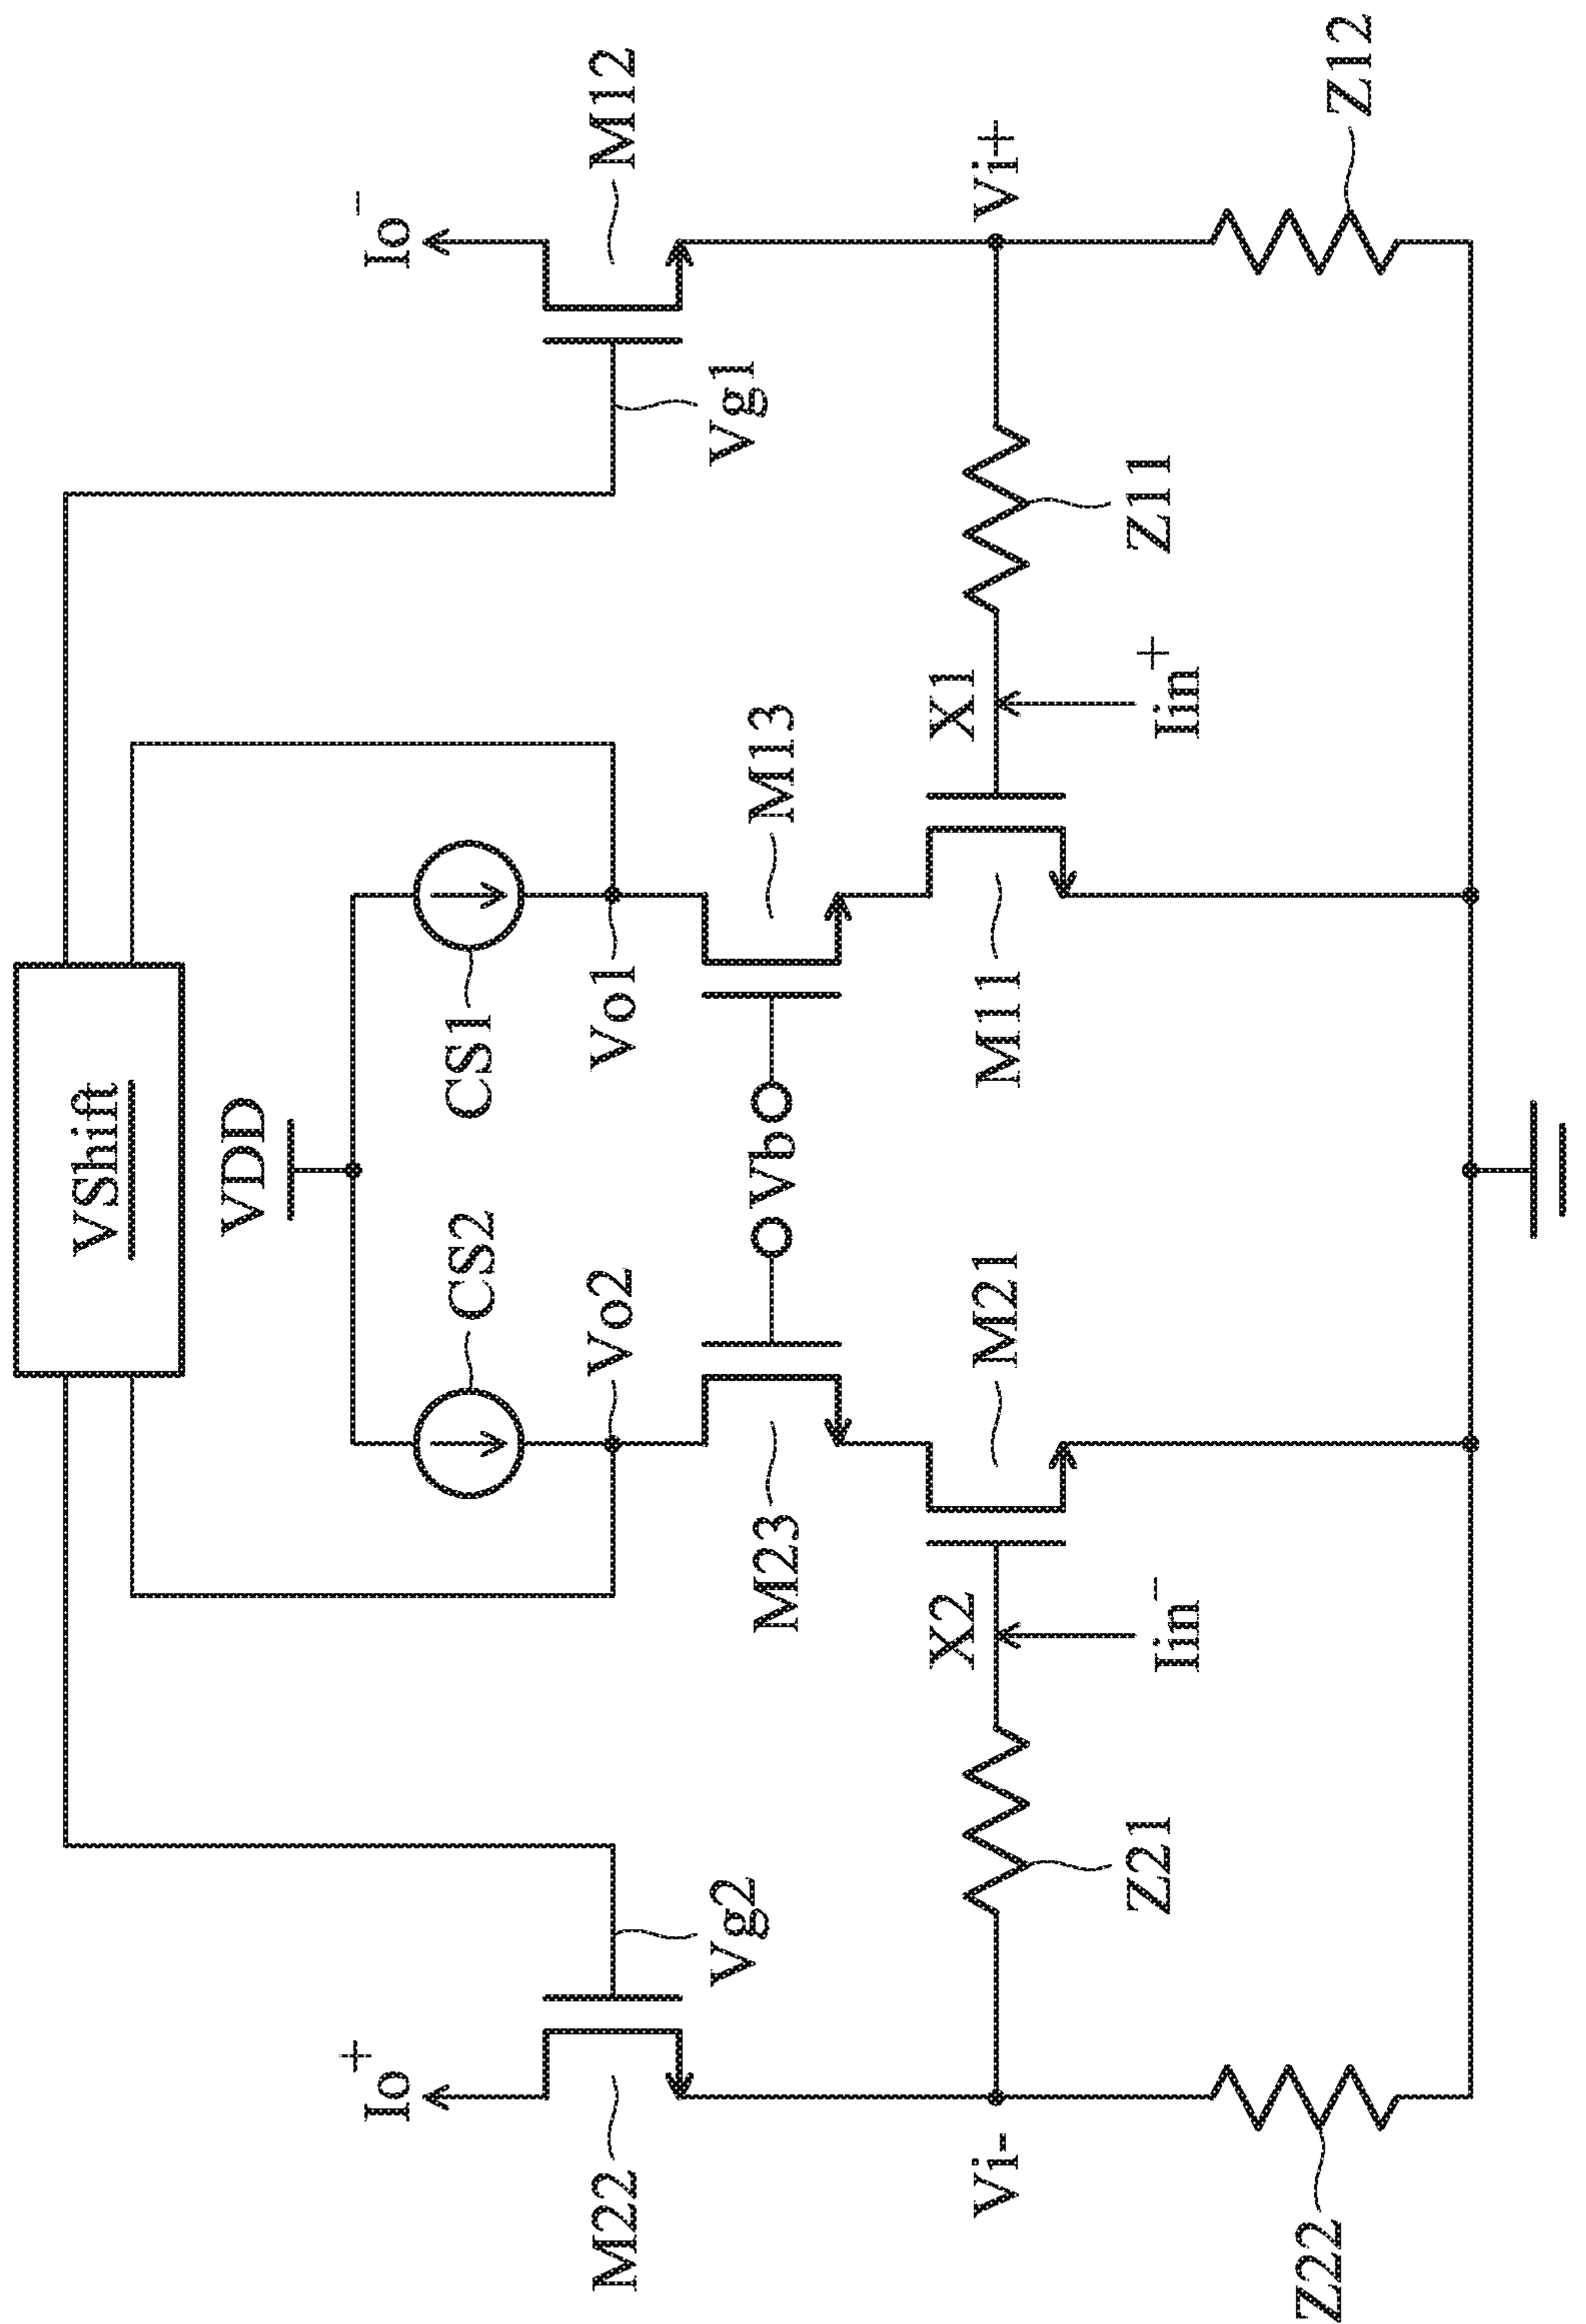 VShift
VDD
Io+
Io-
CS2
CS1
M22
Vo2
Vo1
M12
Vg2
M23
Vb
M13
Vg1
Vi-
X2
M21
M11
X1
Vi+
Z21
Iin-
Iin+
Z11
Z22
Z12